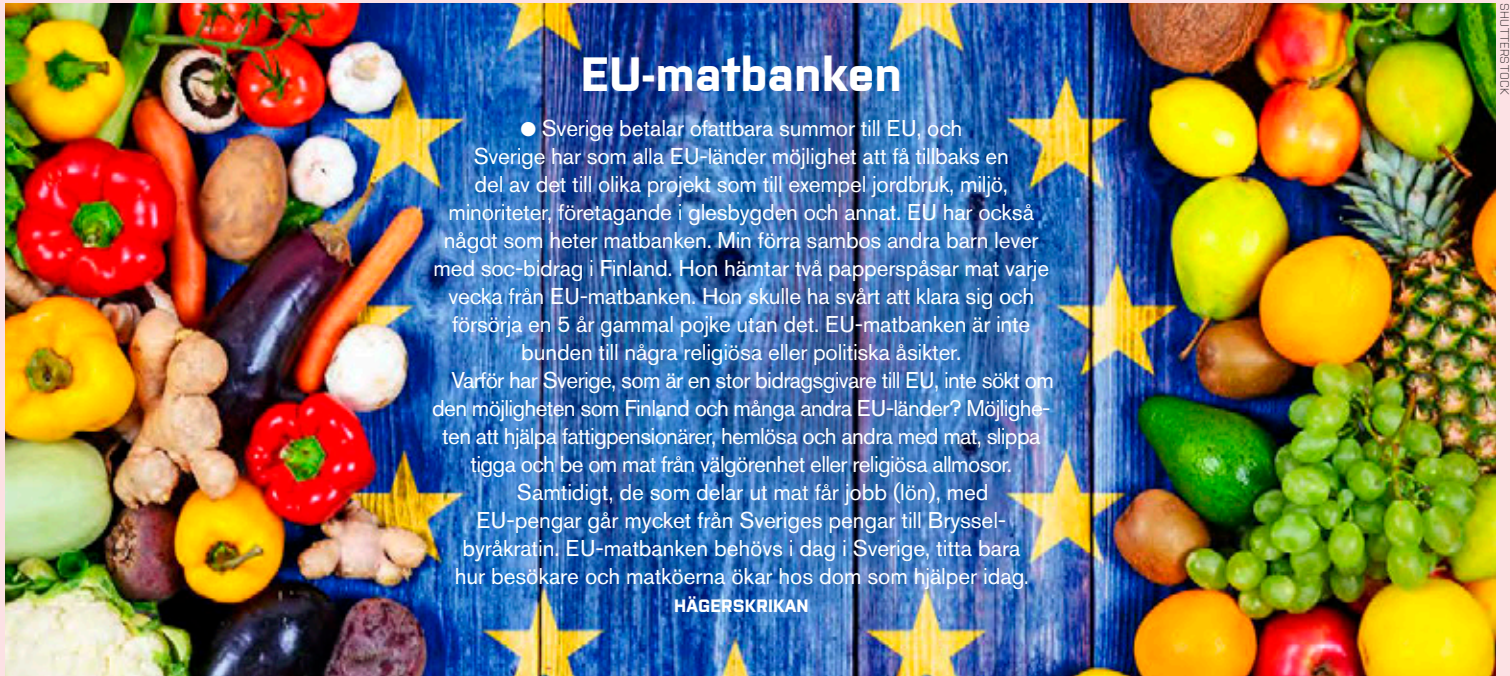 SHUTTERSTOCK
EU-matbanken
● Sverige betalar ofattbara summor till EU, och
Sverige har som alla EU-länder möjlighet att få tillbaks en
del av det till olika projekt som till exempel jordbruk, miljö,
minoriteter, företagande i glesbygden och annat. EU har också
något som heter matbanken. Min förra sambos andra barn lever
med soc-bidrag i Finland. Hon hämtar två papperspåsar mat varje
vecka från EU-matbanken. Hon skulle ha svårt att klara sig och
försörja en 5 år gammal pojke utan det. EU-matbanken är inte
bunden till några religiösa eller politiska åsikter.
Varför har Sverige, som är en stor bidragsgivare till EU, inte sökt om
den möjligheten som Finland och många andra EU-länder? Möjlighe-
ten att hjälpa fattigpensionärer, hemlösa och andra med mat, slippa
tigga och be om mat från välgörenhet eller religiösa allmosor.
Samtidigt, de som delar ut mat får jobb (lön), med
EU-pengar går mycket från Sveriges pengar till Bryssel-
byråkratin. EU-matbanken behövs i dag i Sverige, titta bara
hur besökare och matköerna ökar hos dom som hjälper idag.
HÄGERSKRIKAN